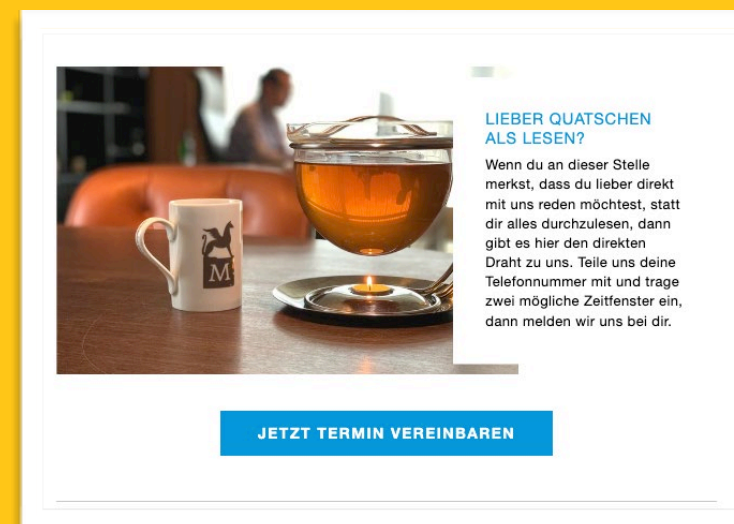 LIEBER QUATSCHEN
ALS LESEN?
Wenn du an dieser Stelle
merkst, dass du lieber direkt
mit uns reden möchtest, statt
dir alles durchzulesen, dann
gibt es hier den direkten
Draht zu uns. Teile uns deine
Telefonnummer mit und trage
zwei mögliche Zeitfenster ein,
dann melden wir uns bei dir.
M
JETZT TERMIN VEREINBAREN